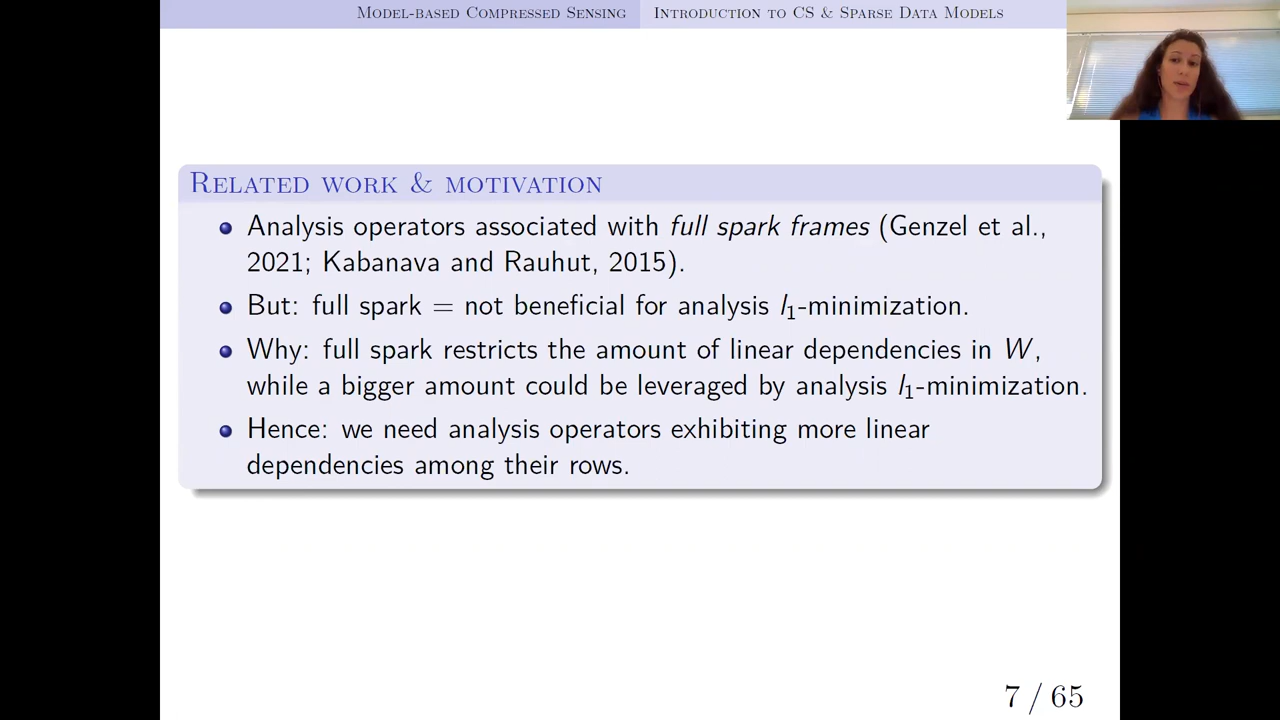 Model-based Compressed Sensing Introduction to CS & Sparse Data Models
Related work & motivation
Analysis operators associated with full spark frames (Genzel et al.,
2021; Kabanava and Rauhut, 2015).
But: full spark = not beneficial for analysis l₁-minimization.
Why: full spark restricts the amount of linear dependencies in W,
while a bigger amount could be leveraged by analysis l₁-minimization.
Hence: we need analysis operators exhibiting more linear
dependencies among their rows.
7 / 65